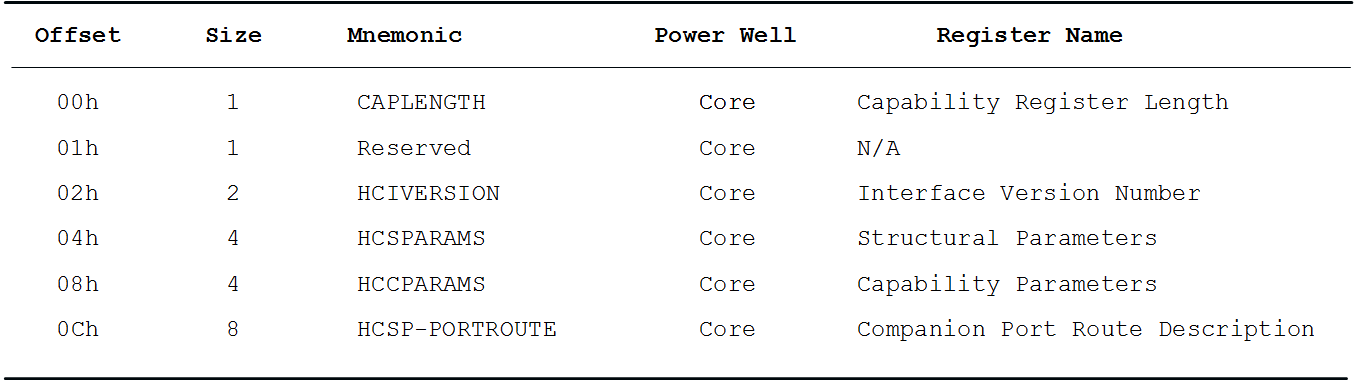 Offset Size Mnemonic Power Well Register Name
00h 1 CAPLENGTH Core Capability Register Length
01h 1 Reserved Core N/A
02h 2 HCIVERSION Core Interface Version Number
04h 4 HCSPARAMS Core Structural Parameters
08h 4 HCCPARAMS Core Capability Parameters
0Ch 8 HCSP-PORTROUTE Core Companion Port Route Description